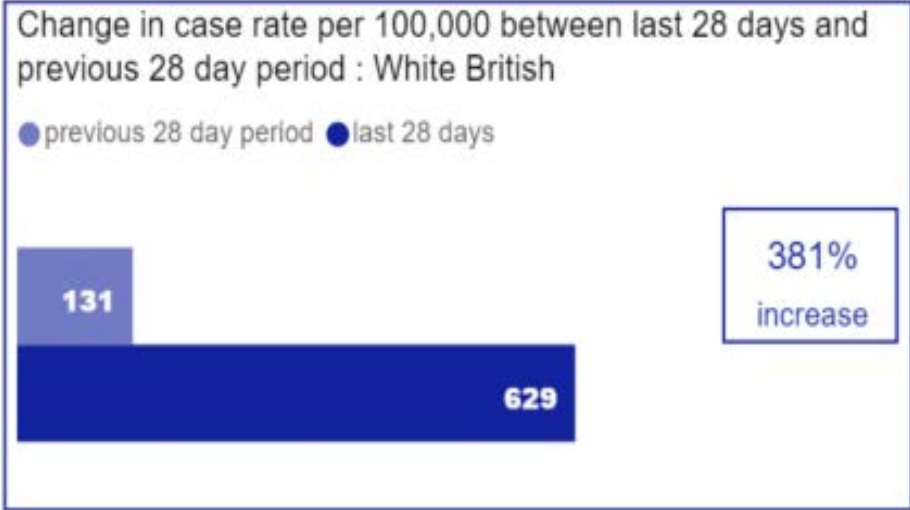 Change in case rate per 100,000 between last 28 days and
previous 28 day period : White British
previous 28 day period last 28 days
131
381%
increase
629